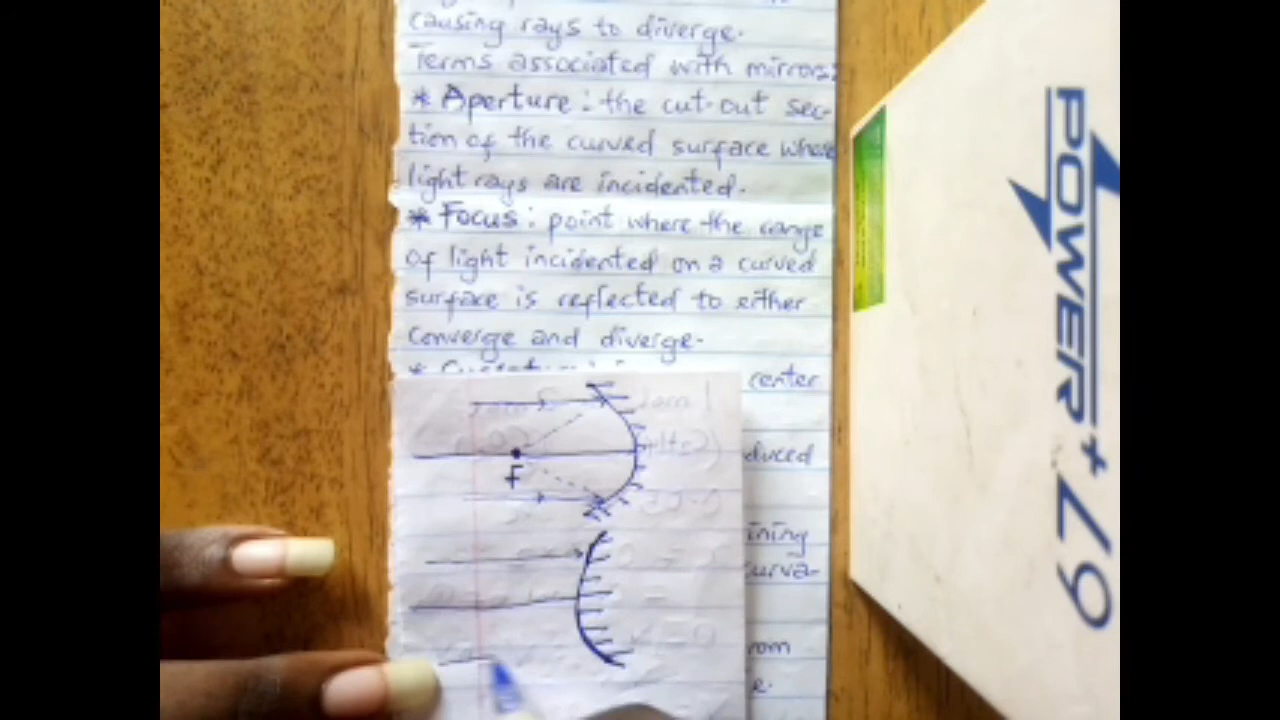 causing rays to diverge.
Terms associated with mirrors:
* Aperture: the cut-out sec-
tion of the curved surface where
light rays are incidented.
* Focus: point where the range
of light incidented on a curved
surface is reflected to either
converge and diverge.
* center
duced
F
ining
curva-
rom
e.
POWER+
L79